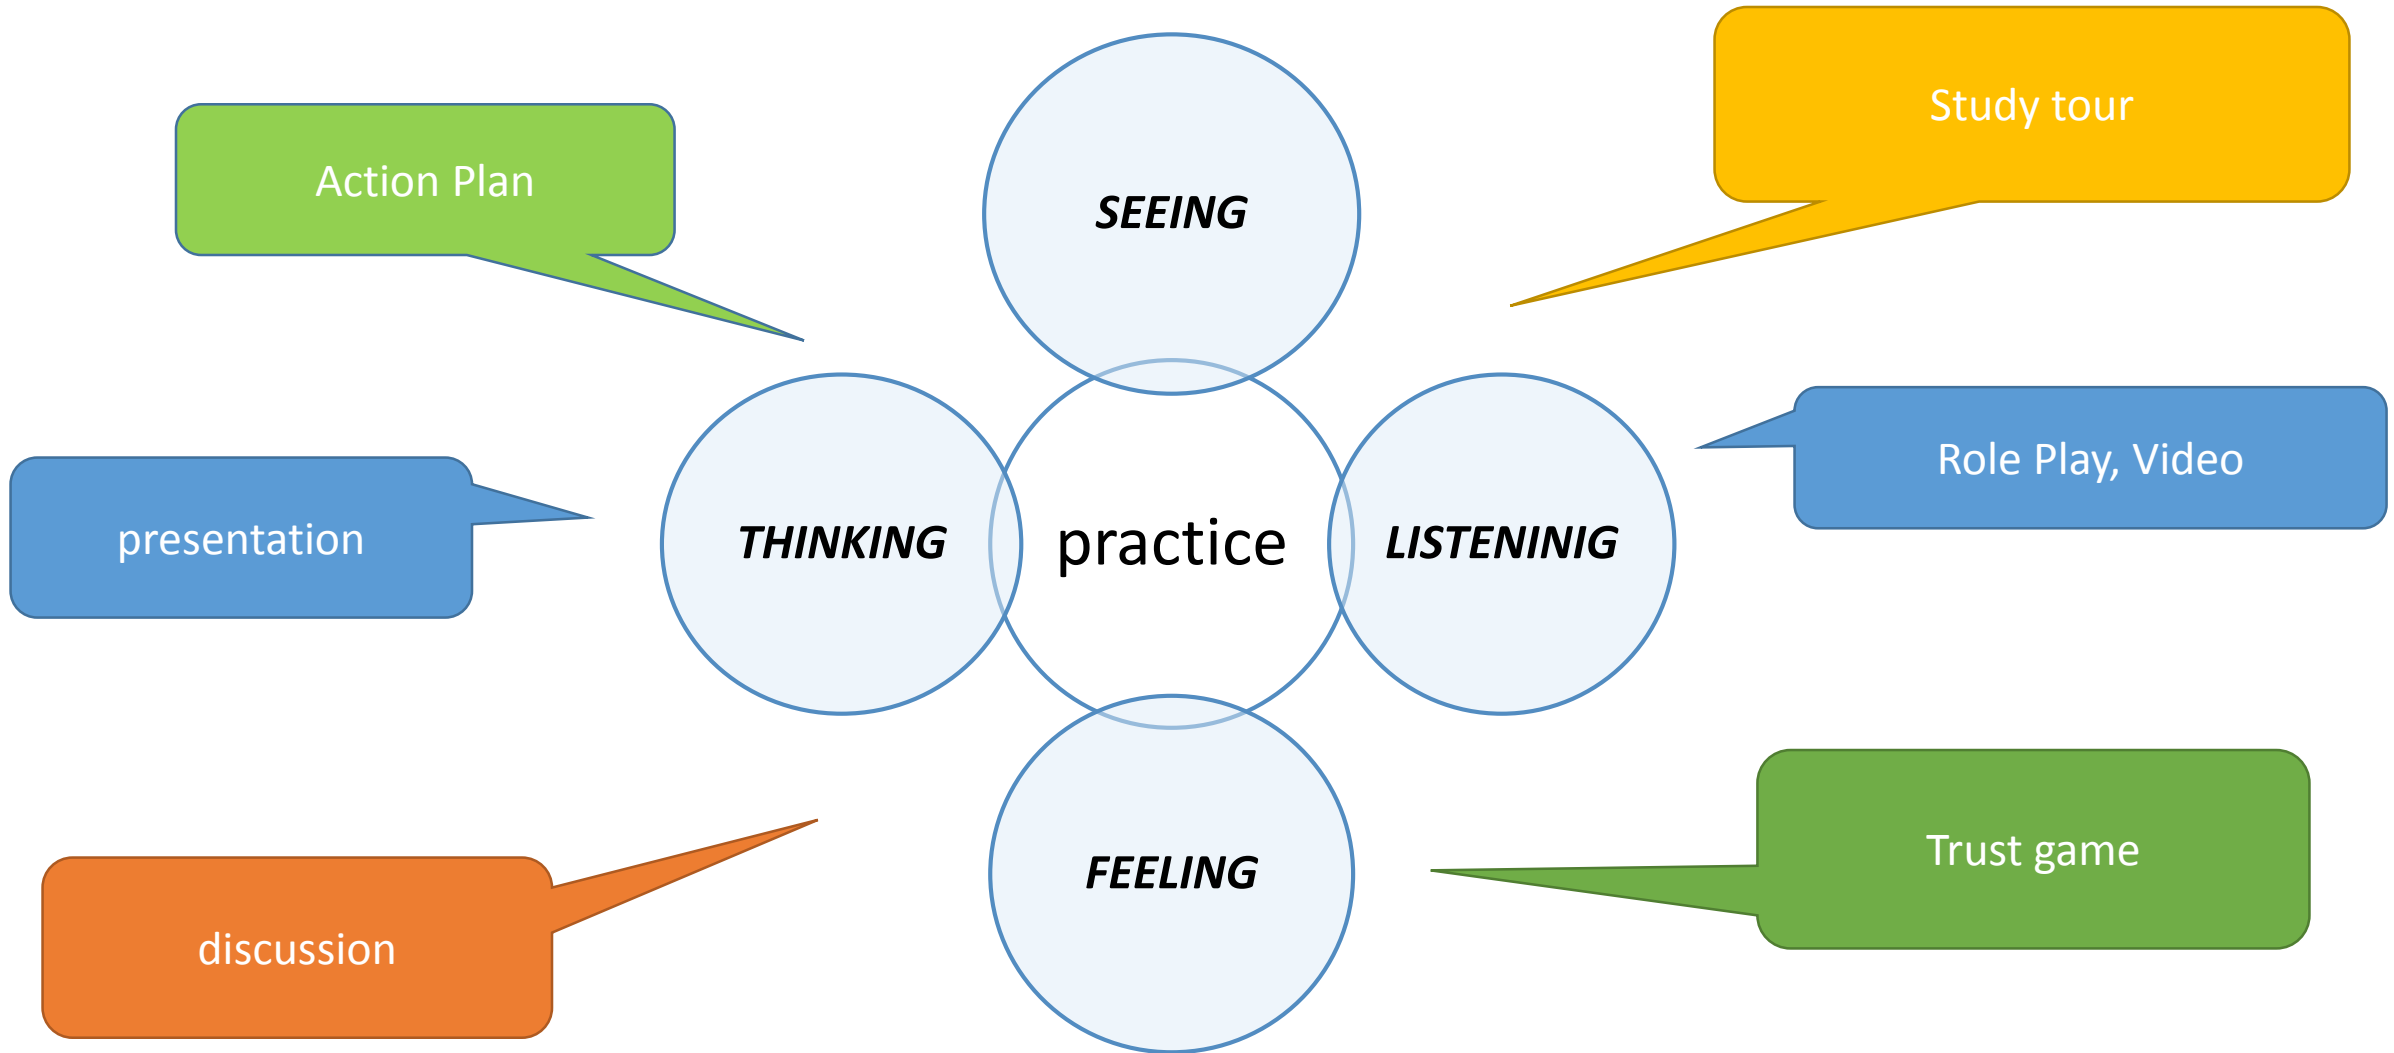 Study tour
Action Plan
SEEING
Role Play, Video
presentation
THINKING
practice
LISTENINIG
Trust game
FEELING
discussion